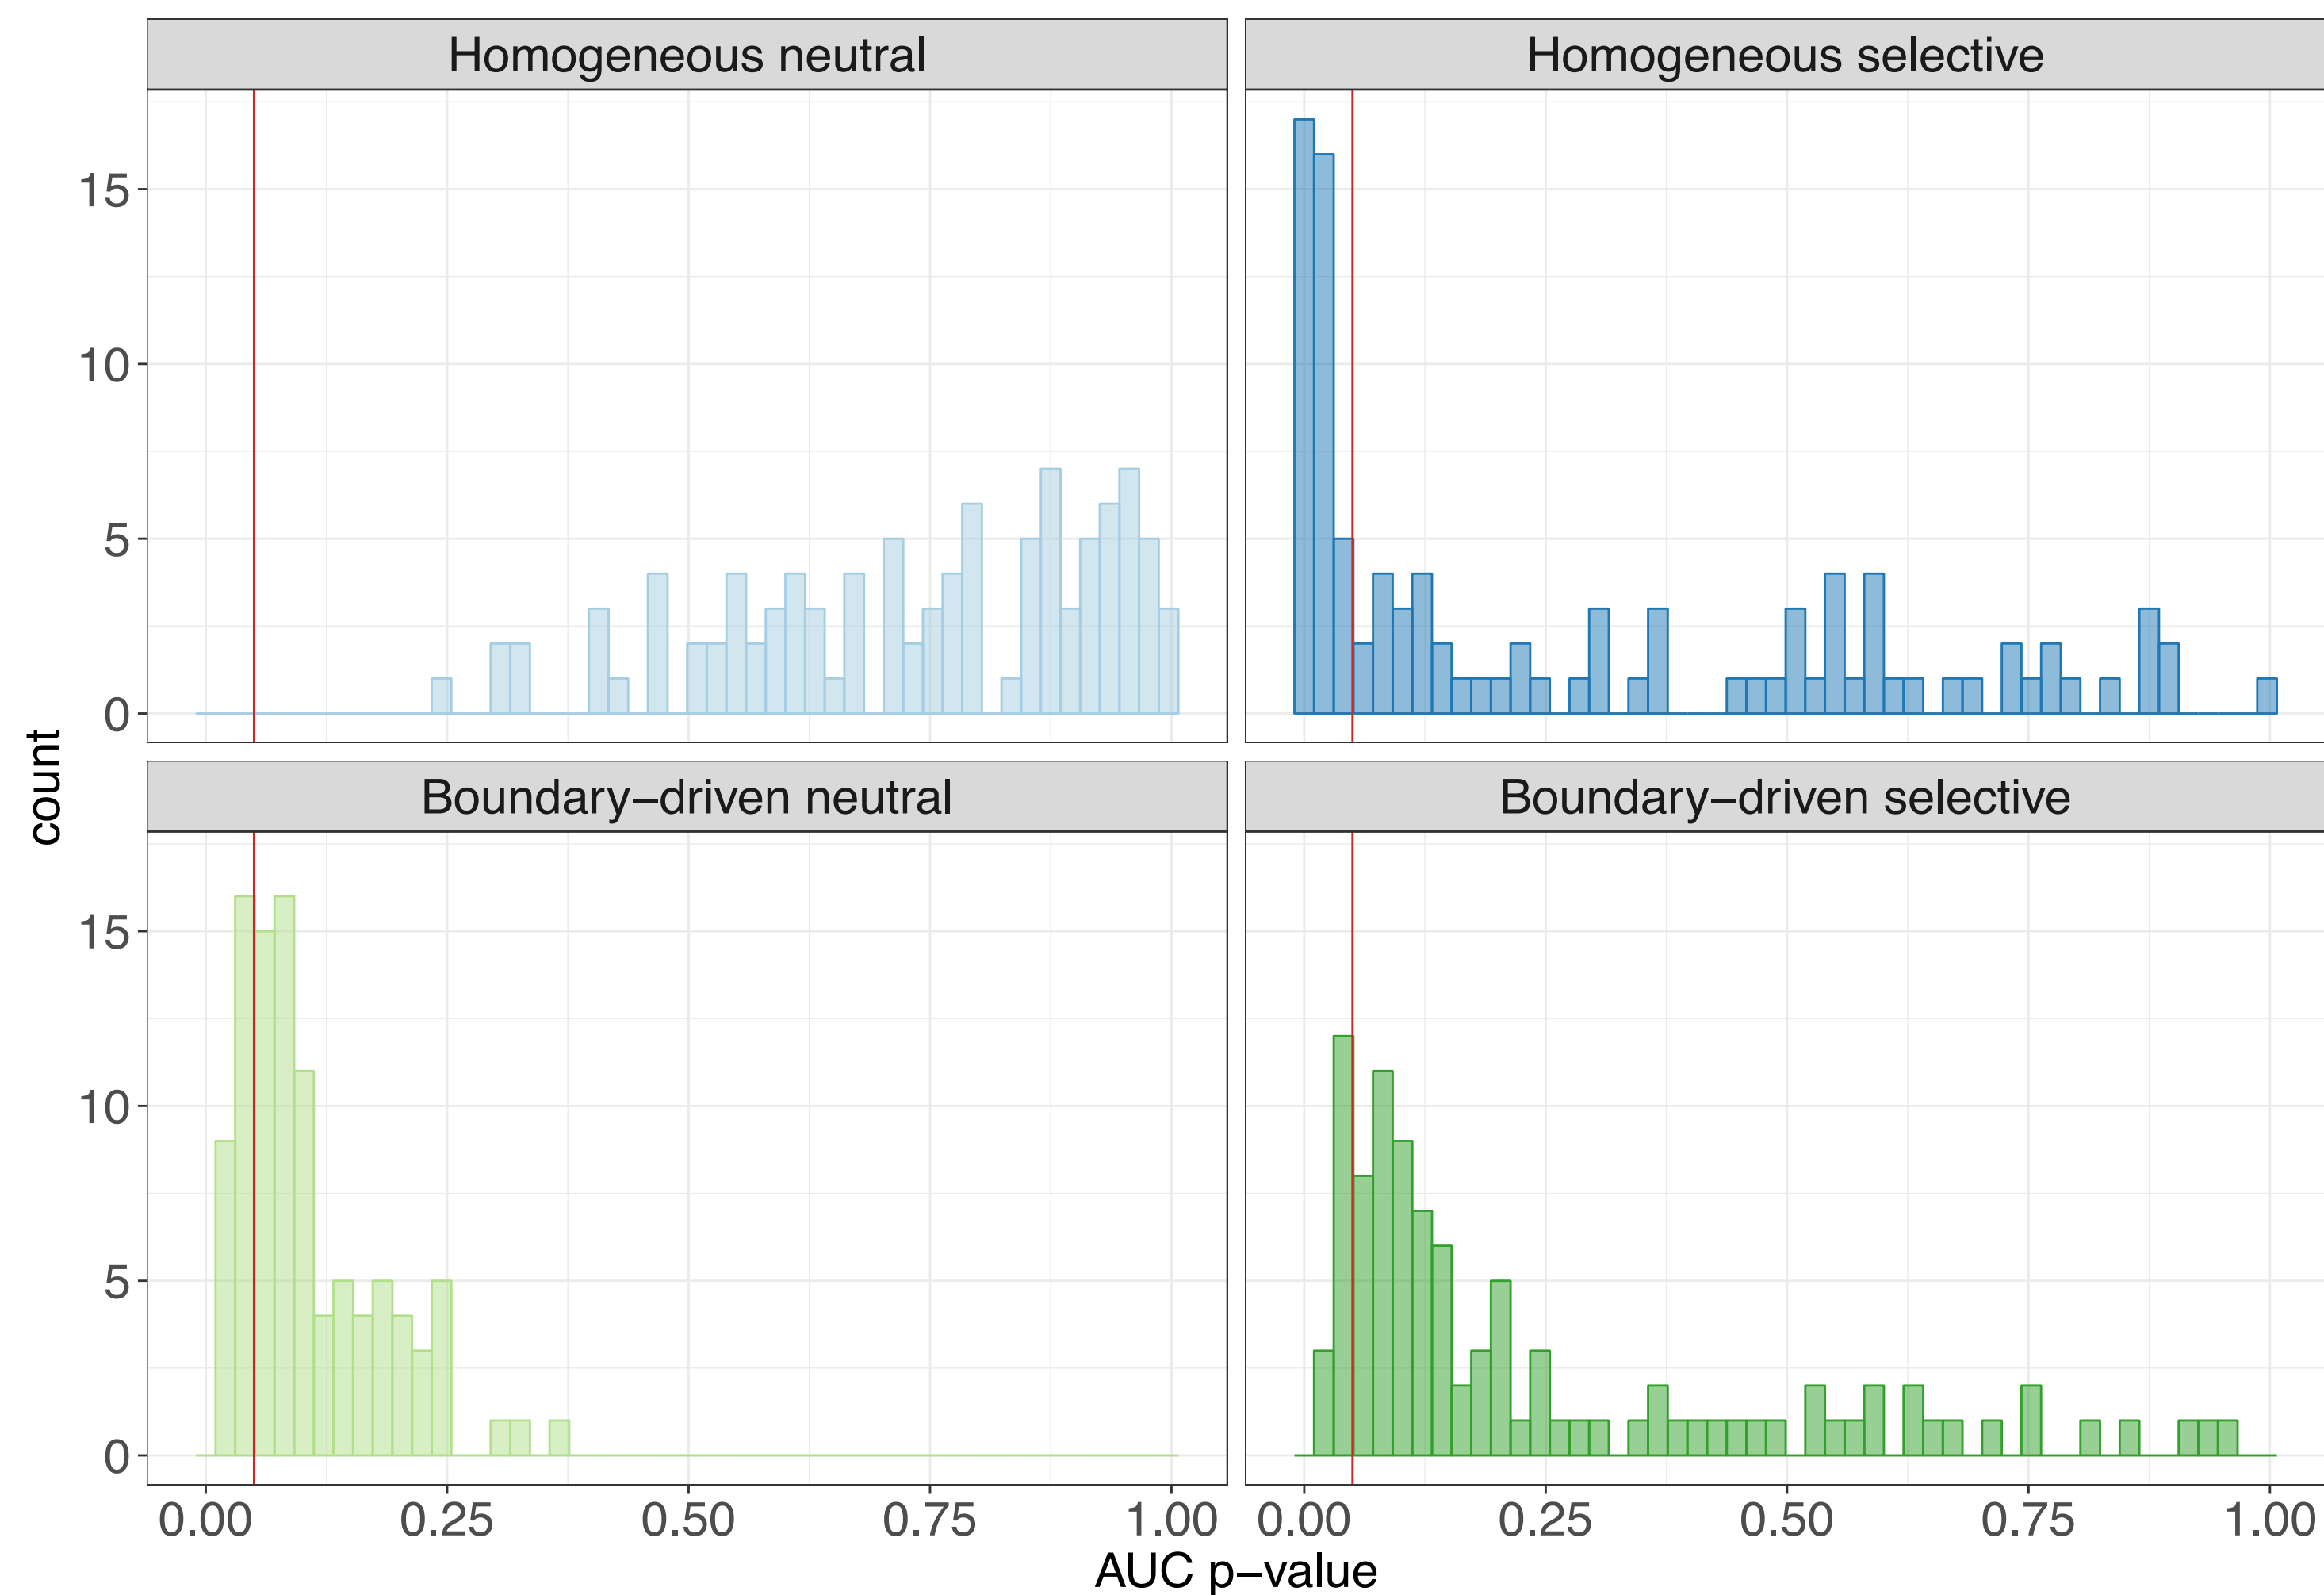 Homogeneous neutral
Homogeneous selective
15
10
5
0
Boundary−driven neutral
Boundary−driven selective
15
10
5
0
count
0.00 0.25 0.50 0.75 1.00
0.00 0.25 0.50 0.75 1.00
AUC p−value